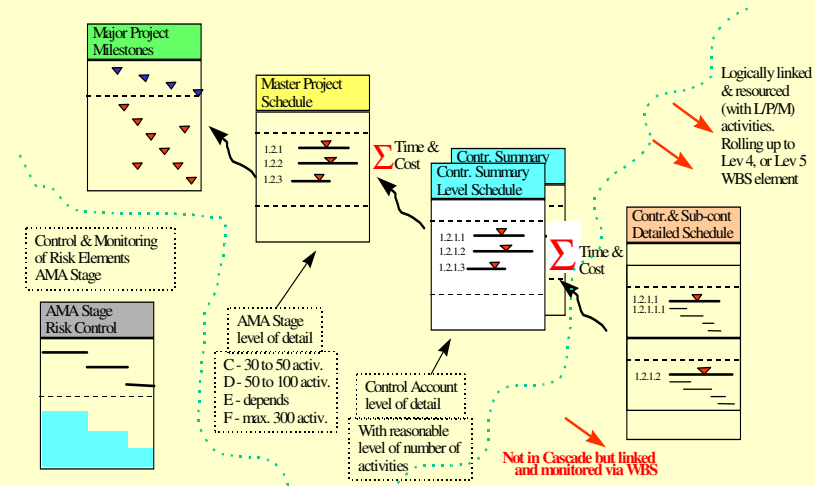 Major Project
Milestones
Master Project
Schedule
1.2.1
1.2.2
1.2.3
Σ Time &
Cost
Contr. Summary
Contr. Summary
Level Schedule
1.2.1.1
1.2.1.2
1.2.1.3
Σ Time &
Cost
Logically linked
& resourced
(with L/P/M)
activities.
Rolling up to
Lev 4, or Lev 5
WBS element
Contr.& Sub-cont
Detailed Schedule
1.2.1.1
1.2.1.1.1
1.2.1.2
Control & Monitoring
of Risk Elements
AMA Stage
AMA Stage
Risk Control
AMA Stage
level of detail
C - 30 to 50 activ.
D - 50 to 100 activ.
E - depends
F - max. 300 activ.
Control Account
level of detail
With reasonable
level of number of
activities
Not in Cascade but linked
and monitored via WBS